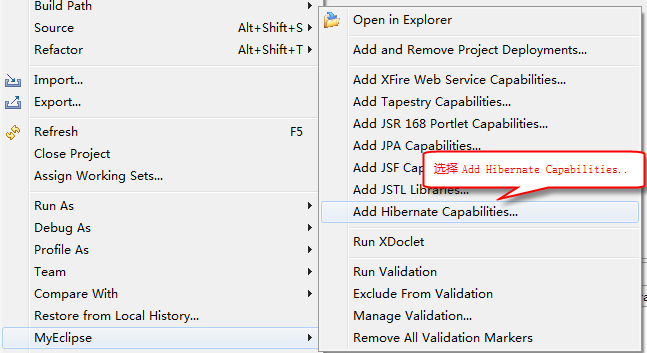 Build Path
Source Alt+Shift+S
Refactor Alt+Shift+T
Import...
Export...
Refresh F5
Close Project
Assign Working Sets...
Run As
Debug As
Profile As
Team
Compare With
Restore from Local History...
MyEclipse
Open in Explorer
Add and Remove Project Deployments...
Add XFire Web Service Capabilities...
Add Tapestry Capabilities...
Add JSR 168 Portlet Capabilities...
Add JPA Capabilities...
Add JSF Cap
选择 Add Hibernate Capabilities..
Add JSTL Libraries...
Add Hibernate Capabilities...
Run XDoclet
Run Validation
Exclude From Validation
Manage Validation...
Remove All Validation Markers